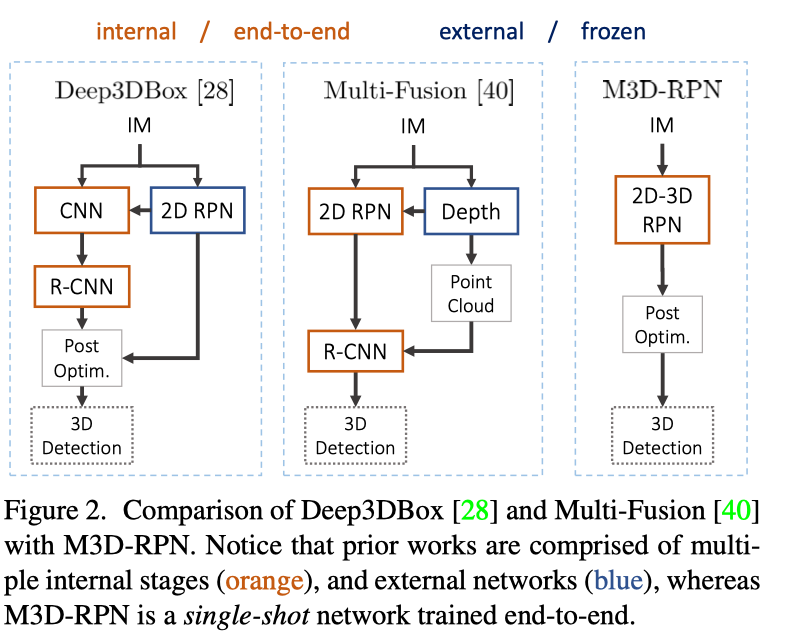 internal / end-to-end external / frozen
Deep3DBox [28]
IM
CNN
2D RPN
R-CNN
Post
Optim.
3D
Detection
Multi-Fusion [40]
IM
2D RPN
Depth
Point
Cloud
R-CNN
3D
Detection
M3D-RPN
IM
2D-3D
RPN
Post
Optim.
3D
Detection
Figure 2. Comparison of Deep3DBox [28] and Multi-Fusion [40]
with M3D-RPN. Notice that prior works are comprised of multi-
ple internal stages (orange), and external networks (blue), whereas
M3D-RPN is a single-shot network trained end-to-end.